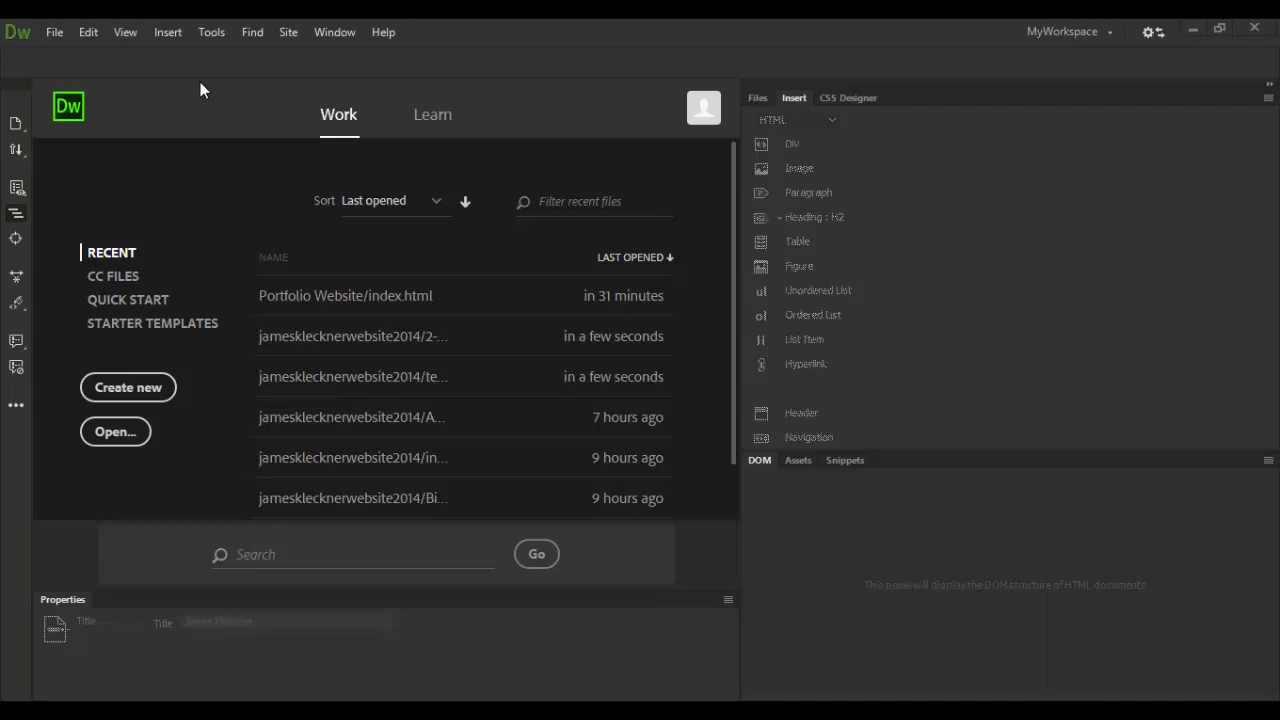 Dw File Edit View Insert Tools Find Site Window Help MyWorkspace
Dw Work Learn
Sort Last opened Filter recent files
RECENT
CC FILES
QUICK START
STARTER TEMPLATES
Create new
Open...
NAME LAST OPENED
Portfolio Website/index.html in 31 minutes
jamesklecknerwebsite2014/2-... in a few seconds
jamesklecknerwebsite2014/te... in a few seconds
jamesklecknerwebsite2014/A... 7 hours ago
jamesklecknerwebsite2014/in... 9 hours ago
jamesklecknerwebsite2014/Bi... 9 hours ago
Search Go
Properties
Title Title
Files Insert CSS Designer
HTML
Div
Image
Paragraph
Heading : H2
Table
Figure
ul Unordered List
ol Ordered List
li List Item
Hyperlink
Header
Navigation
DOM Assets Snippets
This panel will display the DOM structure of HTML documents